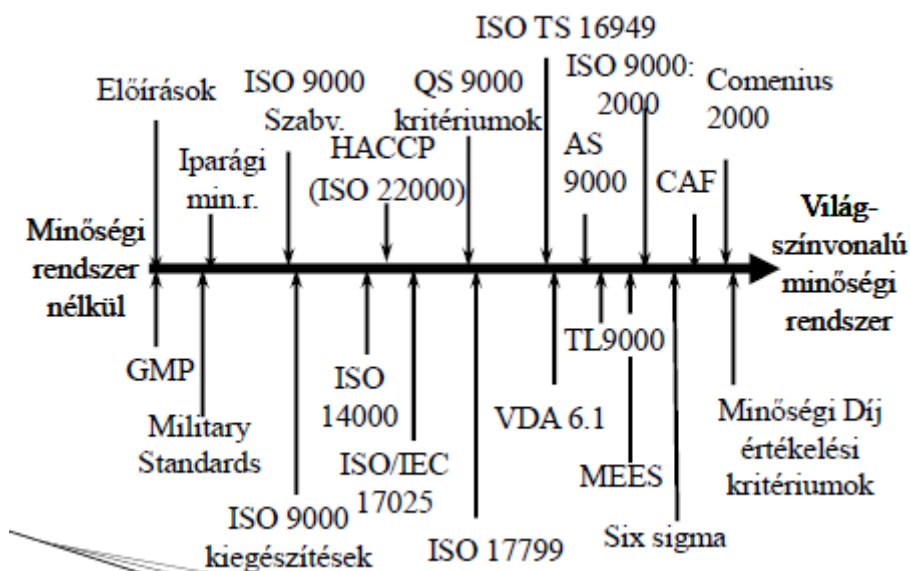 ISO TS 16949
Előírások
ISO 9000
Szabv.
QS 9000
kritériumok
ISO 9000:
2000
Comenius
2000
Iparági
min.r.
HACCP
(ISO 22000)
AS
9000
CAF
Minőségi
rendszer
nélkül
Világ-
színvonalú
minőségi
rendszer
GMP
Military
Standards
ISO 9000
kiegészítések
ISO
14000
ISO/IEC
17025
ISO 17799
VDA 6.1
TL9000
MEES
Six sigma
Minőségi Díj
értékelési
kritériumok